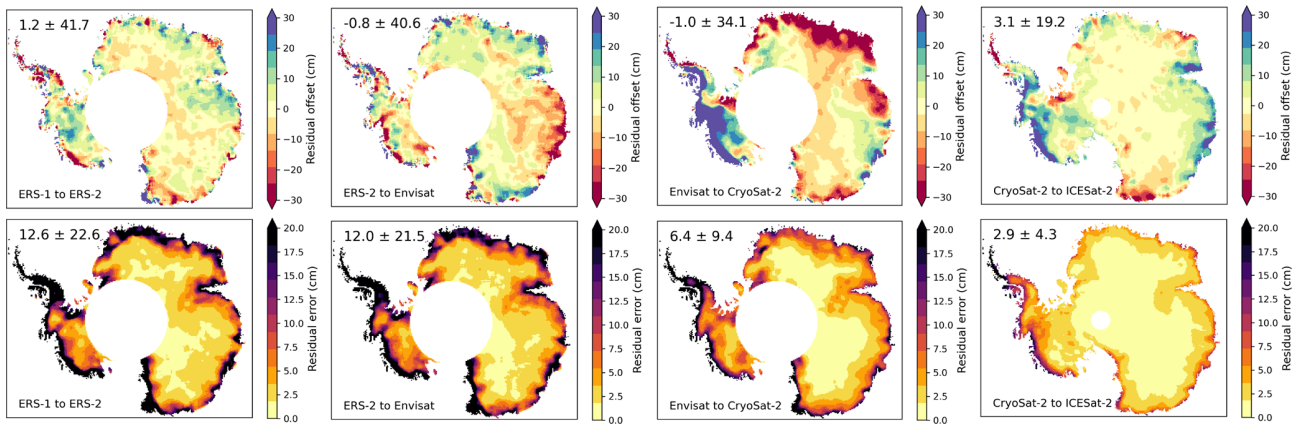 1.2 ± 41.7
ERS-1 to ERS-2
30
20
10
0
−10
−20
−30
Residual offset (cm)
-0.8 ± 40.6
ERS-2 to Envisat
30
20
10
0
−10
−20
−30
Residual offset (cm)
-1.0 ± 34.1
Envisat to CryoSat-2
30
20
10
0
−10
−20
−30
Residual offset (cm)
3.1 ± 19.2
CryoSat-2 to ICESat-2
30
20
10
0
−10
−20
−30
Residual offset (cm)
12.6 ± 22.6
ERS-1 to ERS-2
20.0
17.5
15.0
12.5
10.0
7.5
5.0
2.5
0.0
Residual error (cm)
12.0 ± 21.5
ERS-2 to Envisat
20.0
17.5
15.0
12.5
10.0
7.5
5.0
2.5
0.0
Residual error (cm)
6.4 ± 9.4
Envisat to CryoSat-2
20.0
17.5
15.0
12.5
10.0
7.5
5.0
2.5
0.0
Residual error (cm)
2.9 ± 4.3
CryoSat-2 to ICESat-2
20.0
17.5
15.0
12.5
10.0
7.5
5.0
2.5
0.0
Residual error (cm)